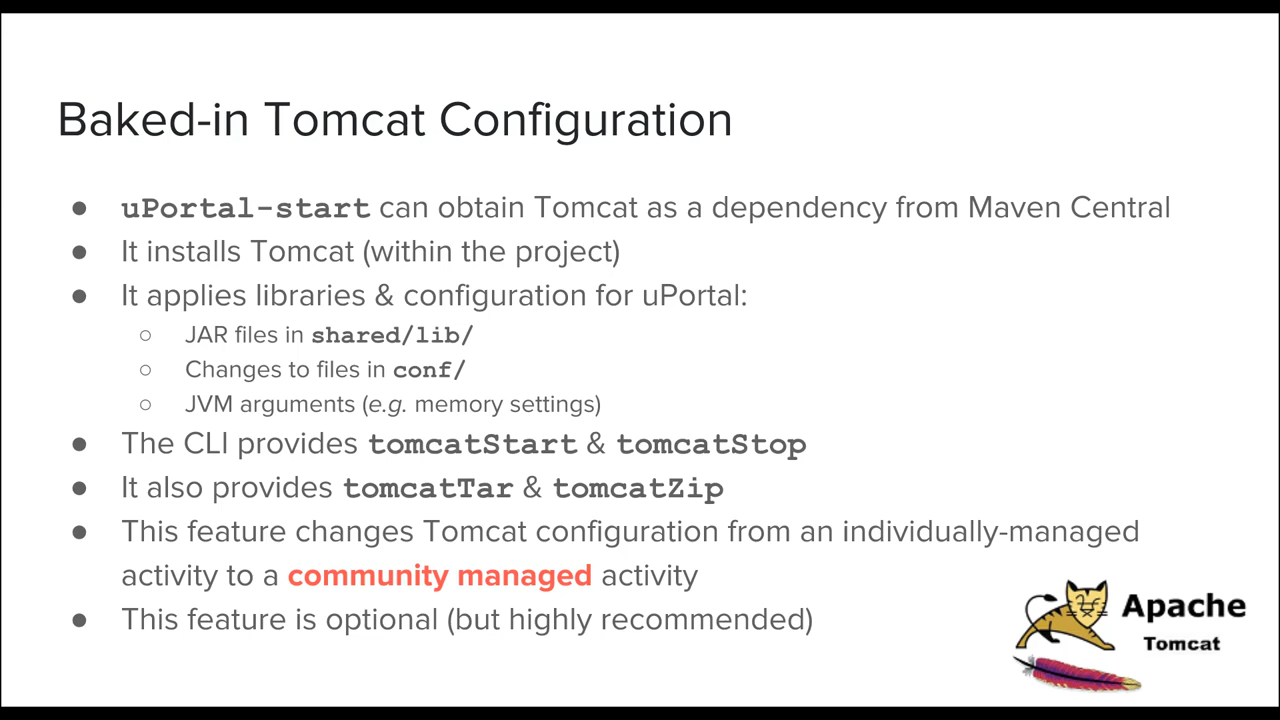 Baked-in Tomcat Configuration
● uPortal-start can obtain Tomcat as a dependency from Maven Central
● It installs Tomcat (within the project)
● It applies libraries & configuration for uPortal:
○ JAR files in shared/lib/
○ Changes to files in conf/
○ JVM arguments (e.g. memory settings)
● The CLI provides tomcatStart & tomcatStop
● It also provides tomcatTar & tomcatZip
● This feature changes Tomcat configuration from an individually-managed
activity to a community managed activity
● This feature is optional (but highly recommended)
Apache
Tomcat